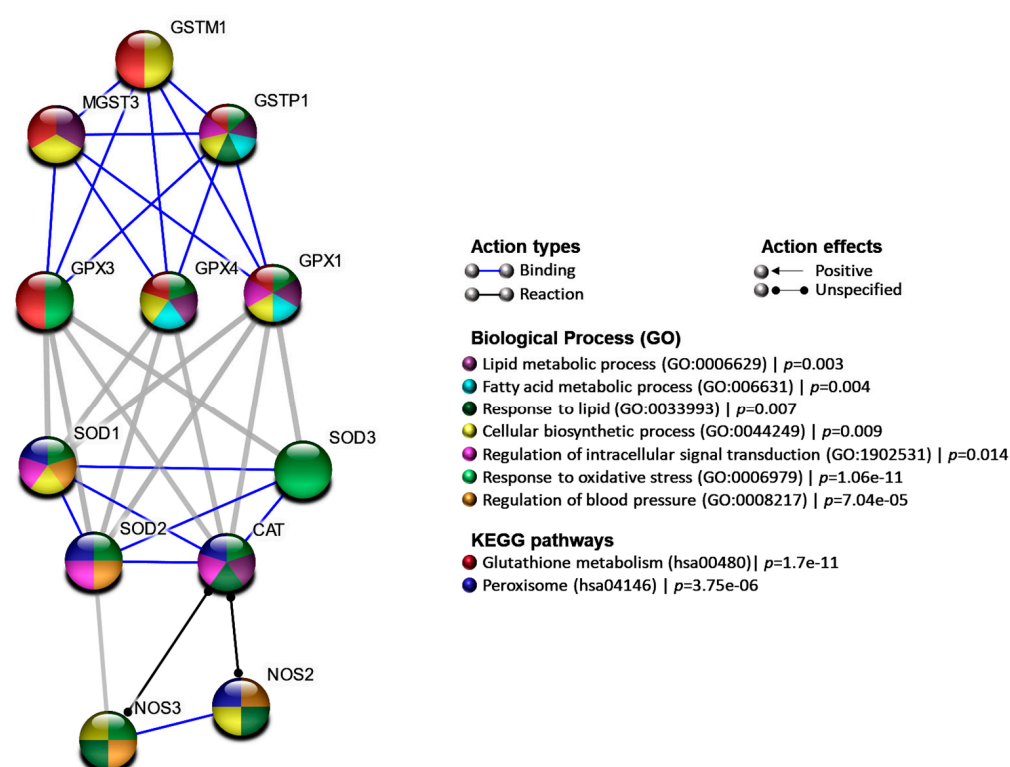 GSTM1
MGST3
GSTP1
GPX3
GPX4
GPX1
SOD1
SOD3
SOD2
CAT
NOS2
NOS3
Action types
Binding
Reaction
Action effects
Positive
Unspecified
Biological Process (GO)
Lipid metabolic process (GO:0006629) | p=0.003
Fatty acid metabolic process (GO:006631) | p=0.004
Response to lipid (GO:0033993) | p=0.007
Cellular biosynthetic process (GO:0044249) | p=0.009
Regulation of intracellular signal transduction (GO:1902531) | p=0.014
Response to oxidative stress (GO:0006979) | p=1.06e-11
Regulation of blood pressure (GO:0008217) | p=7.04e-05
KEGG pathways
Glutathione metabolism (hsa00480)| p=1.7e-11
Peroxisome (hsa04146) | p=3.75e-06